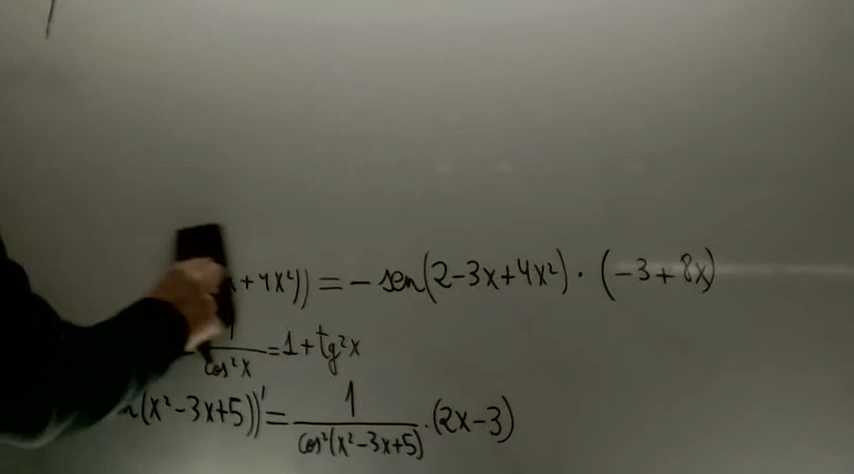 x + 4x²)) = - sen(2-3x+4x²) · (-3+8x)
1/cos²x = 1 + tg²x
(x²-3x+5))' = 1/cos²(x²-3x+5) · (2x-3)